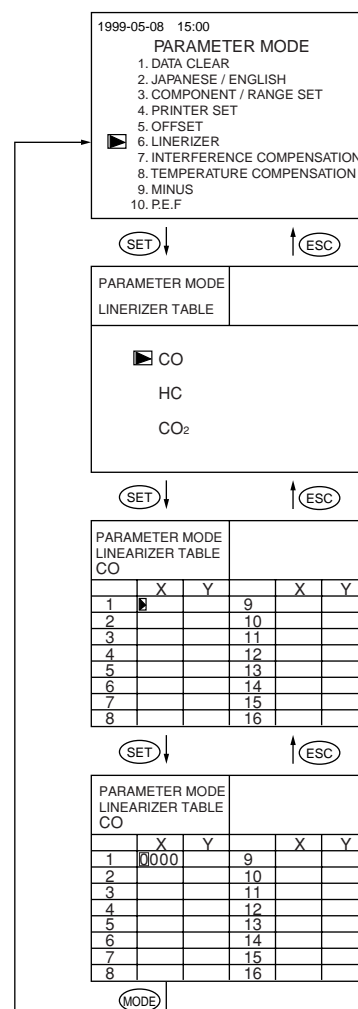 1999-05-08 15:00
PARAMETER MODE
1. DATA CLEAR
2. JAPANESE / ENGLISH
3. COMPONENT / RANGE SET
4. PRINTER SET
5. OFFSET
6. LINERIZER
7. INTERFERENCE COMPENSATION
8. TEMPERATURE COMPENSATION
9. MINUS
10. P.E.F
SET ESC
PARAMETER MODE
LINERIZER TABLE
CO
HC
CO₂
SET ESC
PARAMETER MODE
LINEARIZER TABLE
CO
X Y X Y
1 9
2 10
3 11
4 12
5 13
6 14
7 15
8 16
SET ESC
PARAMETER MODE
LINEARIZER TABLE
CO
X Y X Y
1 0000 9
2 10
3 11
4 12
5 13
6 14
7 15
8 16
MODE